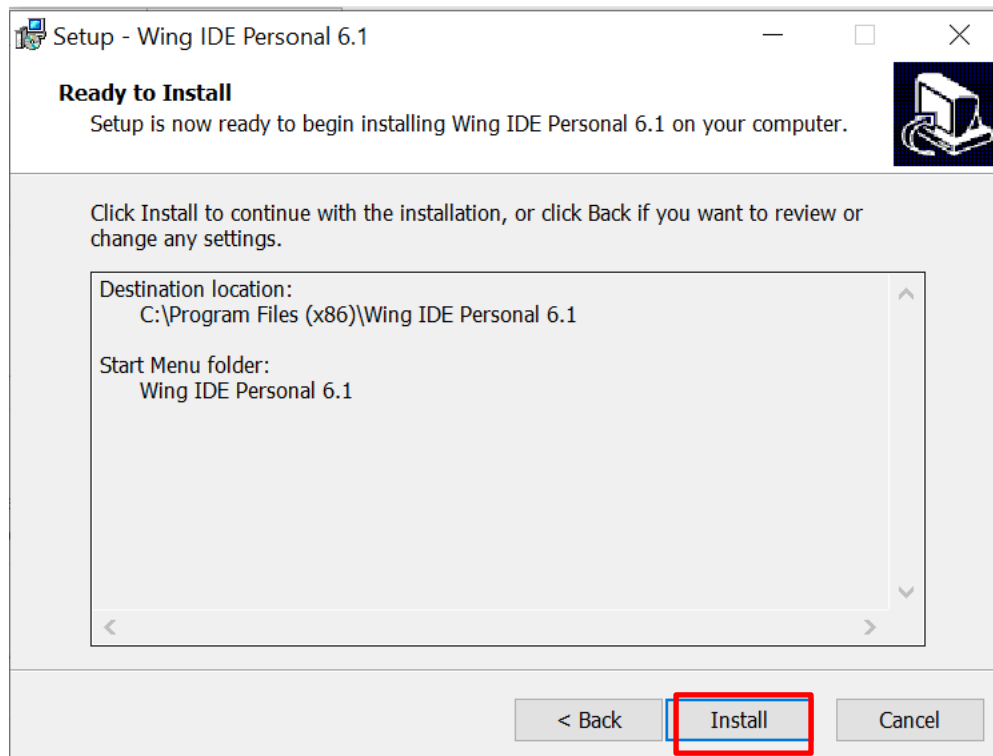 Setup - Wing IDE Personal 6.1
Ready to Install
Setup is now ready to begin installing Wing IDE Personal 6.1 on your computer.
Click Install to continue with the installation, or click Back if you want to review or
change any settings.
Destination location:
C:\Program Files (x86)\Wing IDE Personal 6.1
Start Menu folder:
Wing IDE Personal 6.1
< Back
Install
Cancel